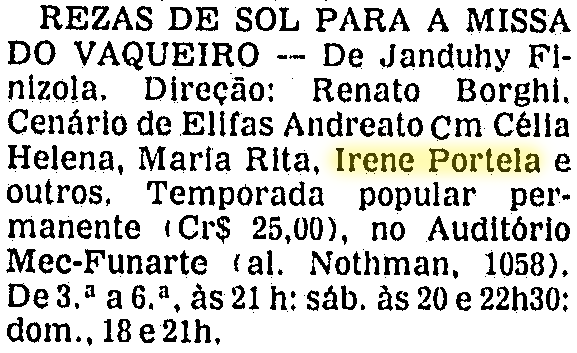 REZAS DE SOL PARA A MISSA
DO VAQUEIRO -- De Janduhy Fi-
nizola. Direção: Renato Borghi.
Cenário de Elifas Andreato Cm Célia
Helena, Maria Rita, Irene Portela e
outros. Temporada popular per-
manente (Cr$ 25,00), no Auditório
Mec-Funarte (al. Nothman, 1058).
De 3.ª a 6.ª, às 21 h: sáb. às 20 e 22h30:
dom., 18 e 21h.